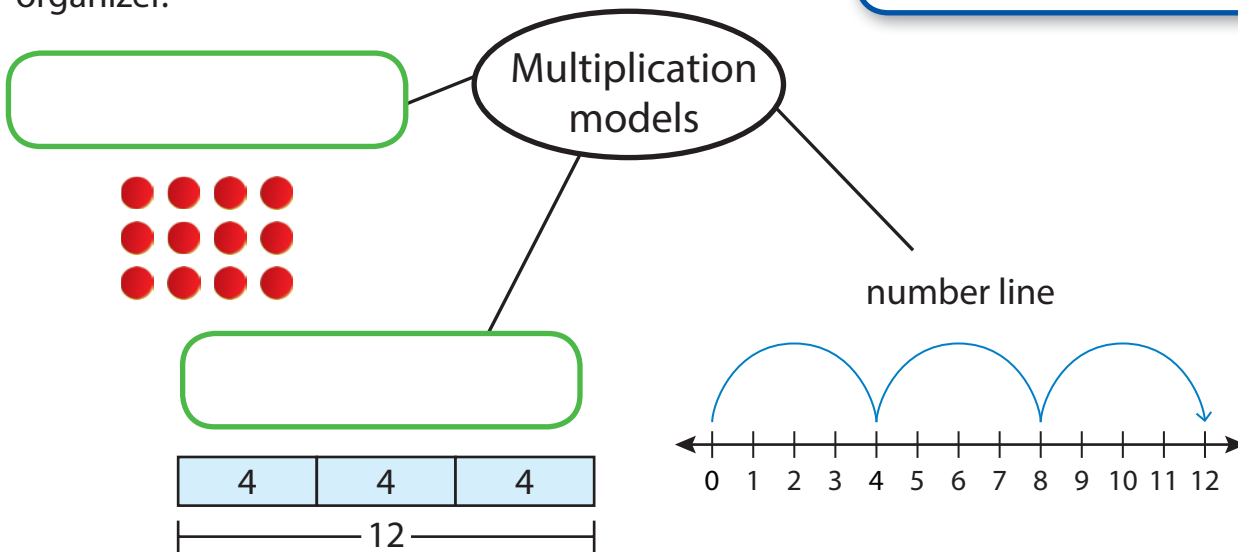 organizer.
Multiplication
models
number line
0 1 2 3 4 5 6 7 8 9 10 11 12
4 4 4
12